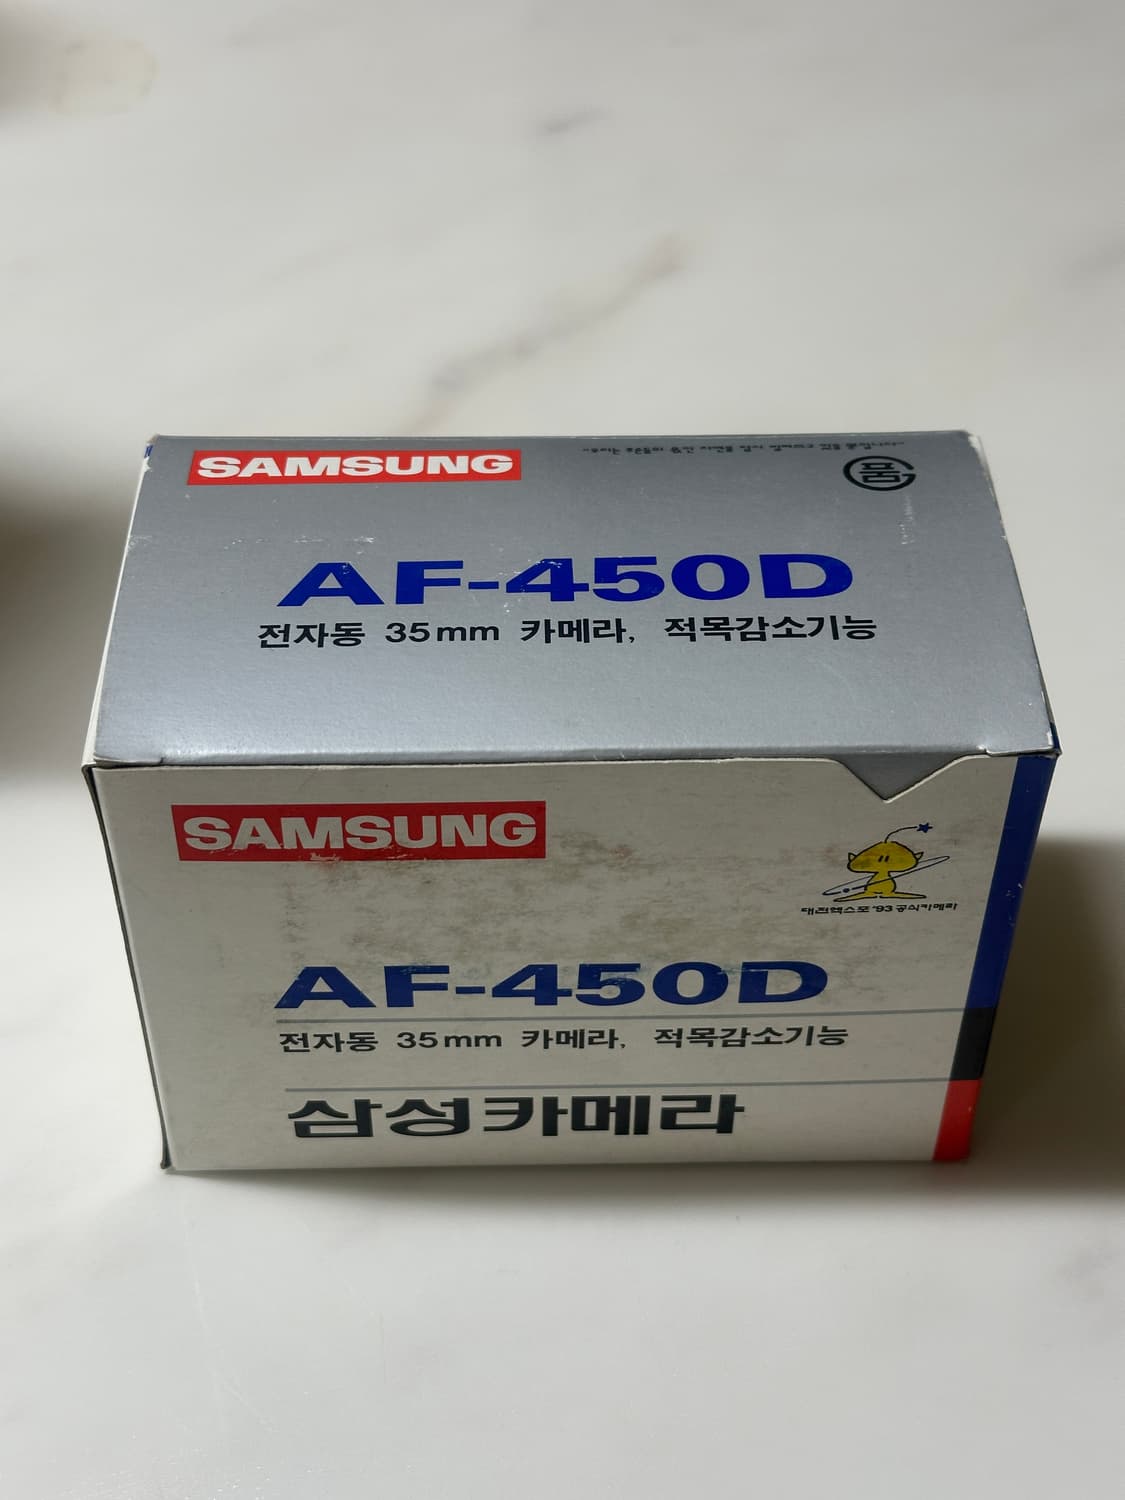 SAMSUNG
품
AF-450D
전자동 35mm 카메라, 적목감소기능
SAMSUNG
대전엑스포 '93 공식카메라
AF-450D
전자동 35mm 카메라, 적목감소기능
삼성카메라